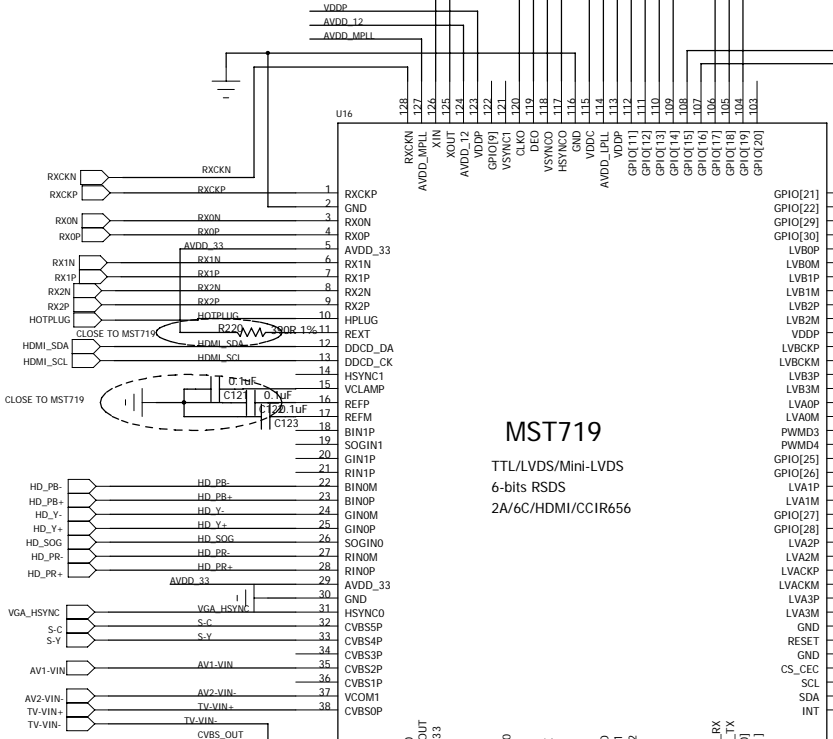 VDDP
AVDD_12
AVDD_MPLL
U16
128 127 126 125 124 123 122 121 120 119 118 117 116 115 114 113 112 111 110 109 108 107 106 105 104 103
RXCKN AVDD_MPLL XIN XOUT AVDD_12 VDDP GPIO[9] VSYNC1 CLKO DEO VSYNCO HSYNCO GND VDDC AVDD_LPLL VDDP GPIO[11] GPIO[12] GPIO[13] GPIO[14] GPIO[15] GPIO[16] GPIO[17] GPIO[18] GPIO[19] GPIO[20]
RXCKN RXCKN
RXCKP RXCKP 1 RXCKP GPIO[21]
2 GND GPIO[22]
RX0N RX0N 3 RX0N GPIO[29]
RX0P RX0P 4 RX0P GPIO[30]
AVDD_33 5 AVDD_33 LVB0P
RX1N RX1N 6 RX1N LVB0M
RX1P RX1P 7 RX1P LVB1P
RX2N RX2N 8 RX2N LVB1M
RX2P RX2P 9 RX2P LVB2P
HOTPLUG HOTPLUG 10 HPLUG LVB2M
CLOSE TO MST719 R220 390R 1% 11 REXT VDDP
HDMI_SDA HDMI_SDA 12 DDCD_DA LVBCKP
HDMI_SCL HDMI_SCL 13 DDCD_CK LVBCKM
14 HSYNC1 LVB3P
0.1uF 15 VCLAMP LVB3M
C121 0.1uF 16 REFP LVA0P
CLOSE TO MST719 C122 0.1uF 17 REFM LVA0M
C123 18 BIN1P PWMD3
19 SOGIN1 PWMD4
20 GIN1P GPIO[25]
21 RIN1P GPIO[26]
HD_PB- HD_PB- 22 BIN0M LVA1P
HD_PB+ HD_PB+ 23 BIN0P LVA1M
HD_Y- HD_Y- 24 GIN0M GPIO[27]
HD_Y+ HD_Y+ 25 GIN0P GPIO[28]
HD_SOG HD_SOG 26 SOGIN0 LVA2P
HD_PR- HD_PR- 27 RIN0M LVA2M
HD_PR+ HD_PR+ 28 RIN0P LVACKP
AVDD_33 29 AVDD_33 LVACKM
30 GND LVA3P
VGA_HSYNC VGA_HSYNC 31 HSYNC0 LVA3M
S-C S-C 32 CVBS5P GND
S-Y S-Y 33 CVBS4P RESET
34 CVBS3P GND
AV1-VIN AV1-VIN 35 CVBS2P CS_CEC
36 CVBS1P SCL
AV2-VIN- AV2-VIN- 37 VCOM1 SDA
TV-VIN+ TV-VIN+ 38 CVBS0P INT
TV-VIN- TV-VIN-
CVBS_OUT
MST719
TTL/LVDS/Mini-LVDS
6-bits RSDS
2A/6C/HDMI/CCIR656